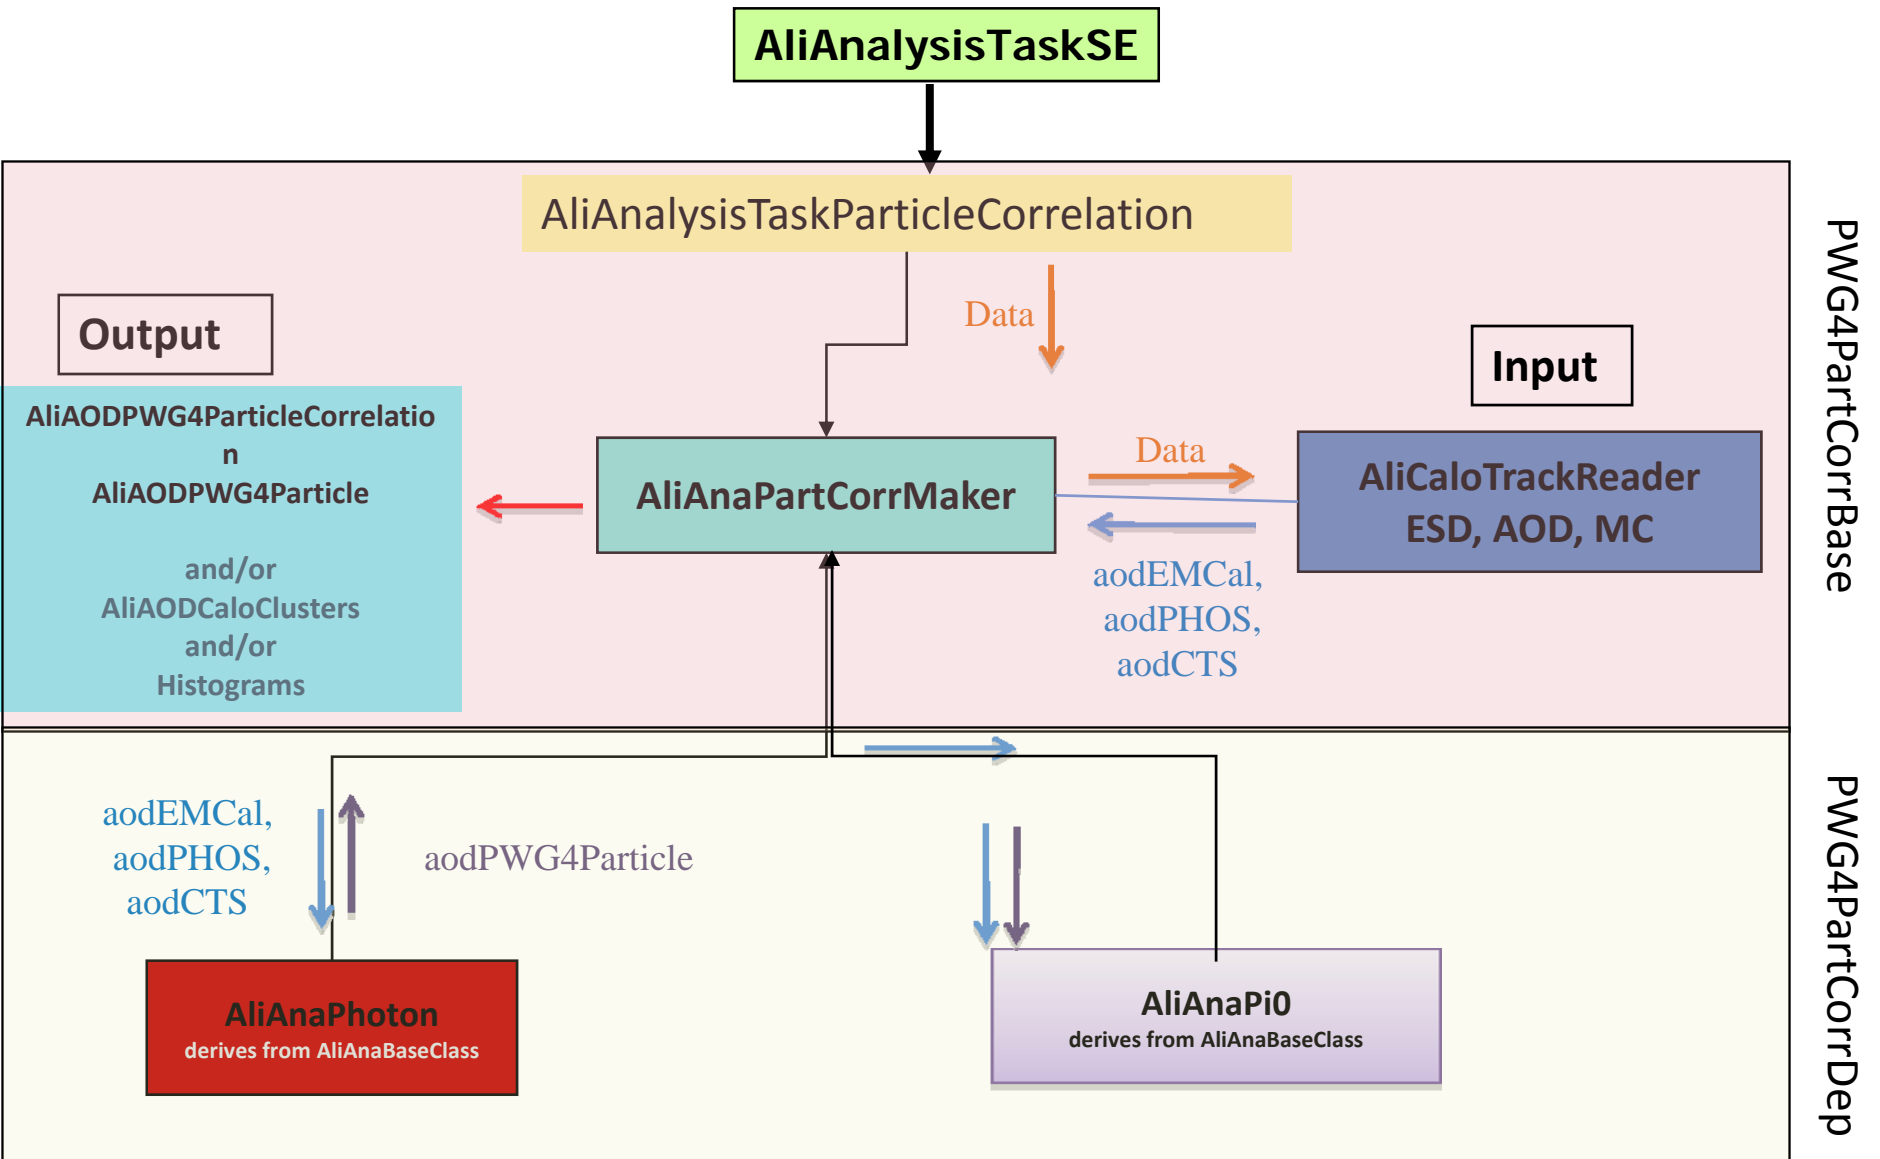 AliAnalysisTaskSE
AliAnalysisTaskParticleCorrelation
Data
Output
Input
AliAODPWG4ParticleCorrelatio
n
AliAODPWG4Particle
and/or
AliAODCaloClusters
and/or
Histograms
AliAnaPartCorrMaker
Data
AliCaloTrackReader
ESD, AOD, MC
aodEMCal,
aodPHOS,
aodCTS
PWG4PartCorrBase
aodEMCal,
aodPHOS,
aodCTS
aodPWG4Particle
AliAnaPhoton
derives from AliAnaBaseClass
AliAnaPi0
derives from AliAnaBaseClass
PWG4PartCorrDep